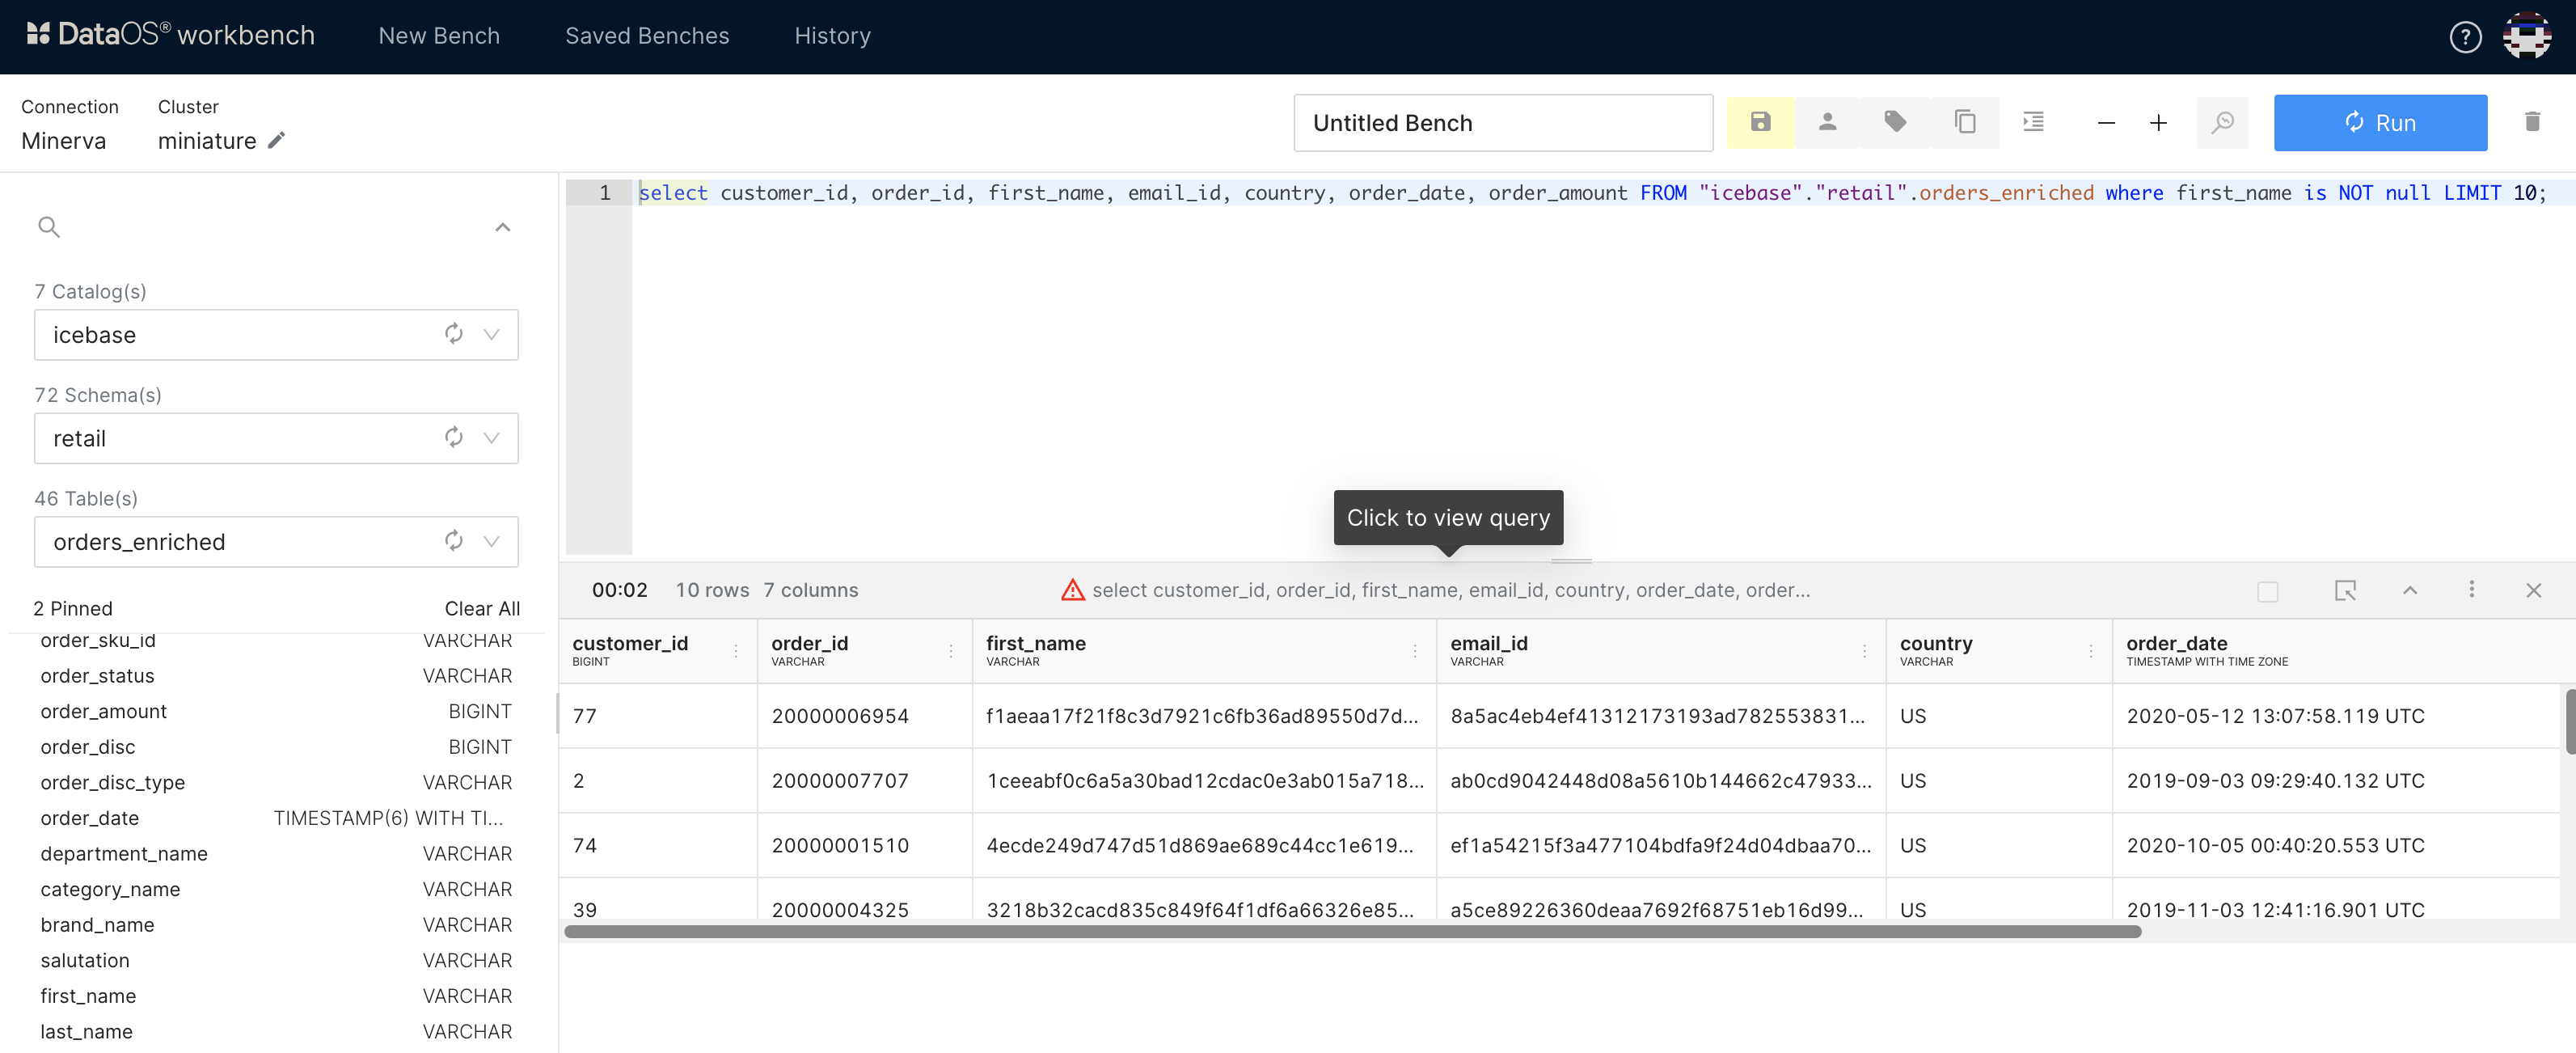 DataOS® workbench New Bench Saved Benches History ?
Connection Cluster
Minerva miniature
Untitled Bench Run
1 select customer_id, order_id, first_name, email_id, country, order_date, order_amount FROM "icebase"."retail".orders_enriched where first_name is NOT null LIMIT 10;
7 Catalog(s)
icebase
72 Schema(s)
retail
46 Table(s)
orders_enriched
2 Pinned Clear All
order_sku_id VARCHAR
order_status VARCHAR
order_amount BIGINT
order_disc BIGINT
order_disc_type VARCHAR
order_date TIMESTAMP(6) WITH TI...
department_name VARCHAR
category_name VARCHAR
brand_name VARCHAR
salutation VARCHAR
first_name VARCHAR
last_name VARCHAR
Click to view query
00:02 10 rows 7 columns select customer_id, order_id, first_name, email_id, country, order_date, order...
customer_id order_id first_name email_id country order_date
BIGINT VARCHAR VARCHAR VARCHAR VARCHAR TIMESTAMP WITH TIME ZONE
77 20000006954 f1aeaa17f21f8c3d7921c6fb36ad89550d7d... 8a5ac4eb4ef41312173193ad782553831... US 2020-05-12 13:07:58.119 UTC
2 20000007707 1ceeabf0c6a5a30bad12cdac0e3ab015a718... ab0cd9042448d08a5610b144662c47933... US 2019-09-03 09:29:40.132 UTC
74 20000001510 4ecde249d747d51d869ae689c44cc1e619... ef1a54215f3a477104bdfa9f24d04dbaa70... US 2020-10-05 00:40:20.553 UTC
39 20000004325 3218b32cacd835c849f64f1df6a66326e85... a5ce89226360deaa7692f68751eb16d99... US 2019-11-03 12:41:16.901 UTC